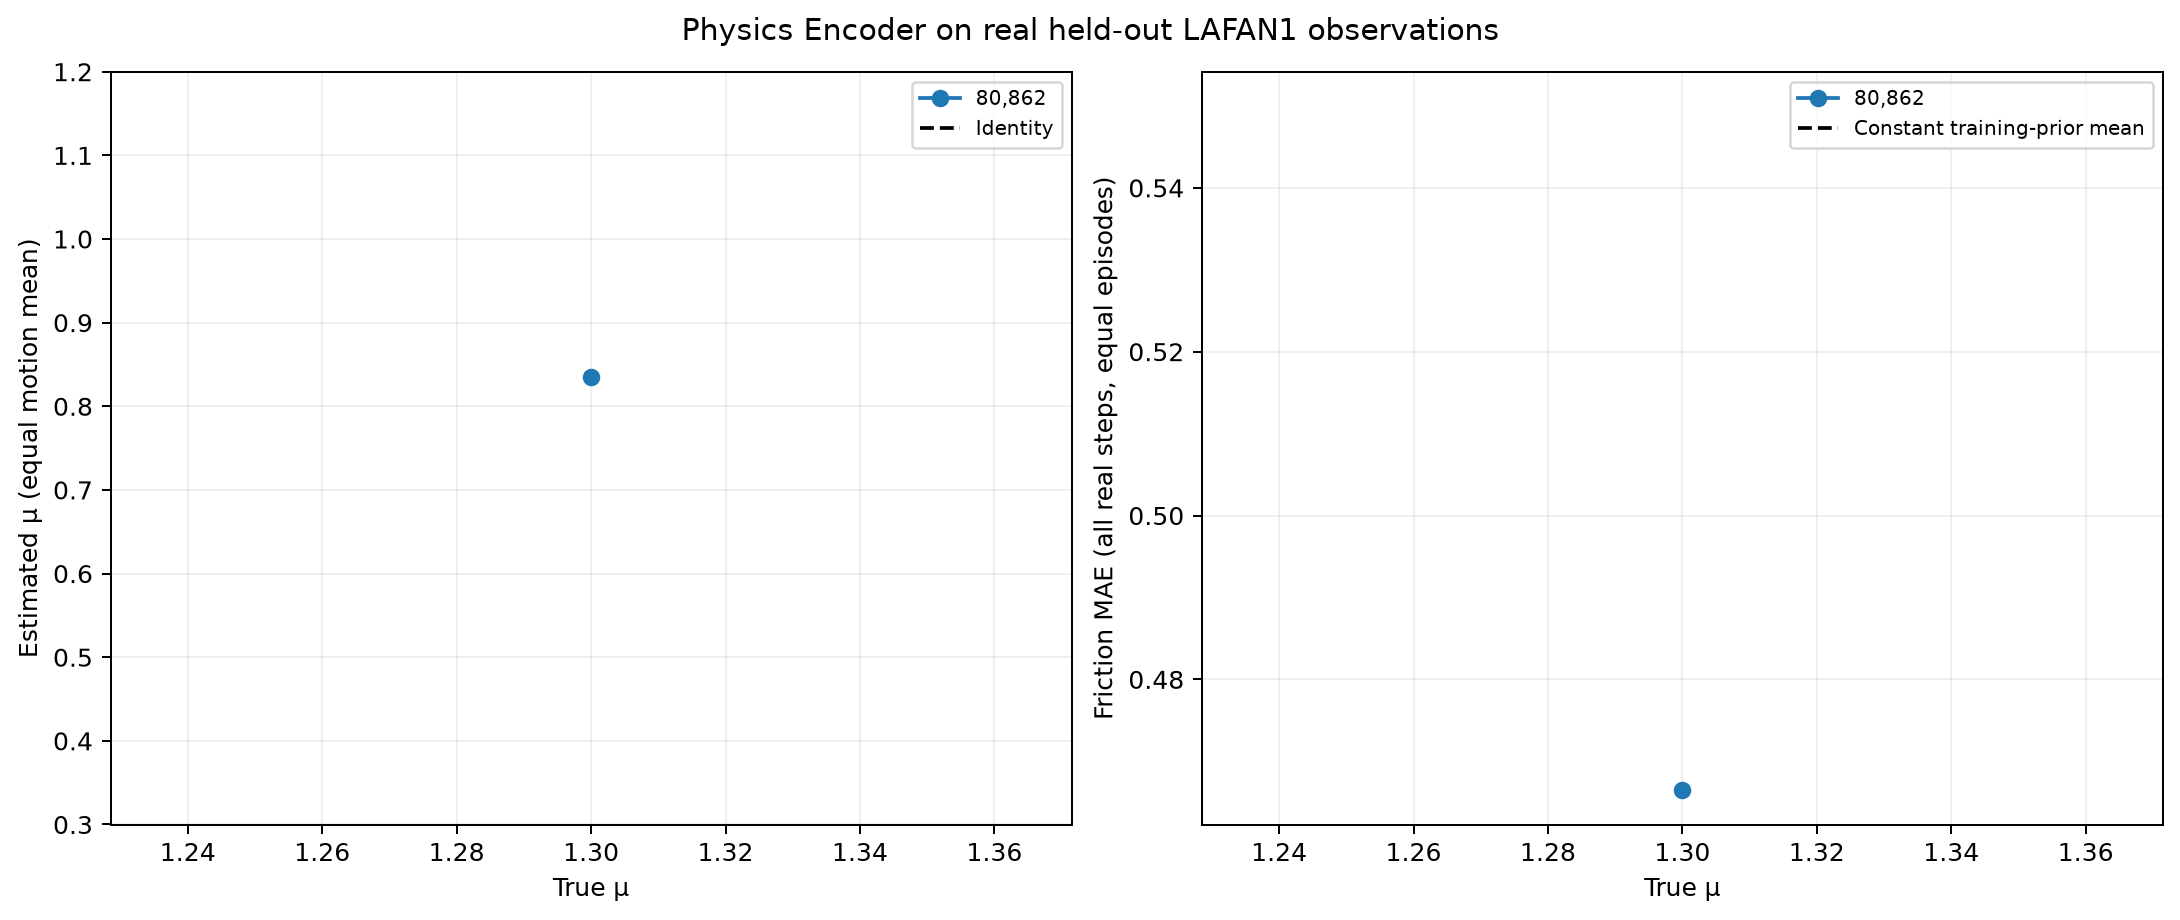 Physics Encoder on real held-out LAFAN1 observations
Estimated µ (equal motion mean)
1.2
1.1
1.0
0.9
0.8
0.7
0.6
0.5
0.4
0.3
80,862
Identity
1.24 1.26 1.28 1.30 1.32 1.34 1.36
True µ
Friction MAE (all real steps, equal episodes)
0.54
0.52
0.50
0.48
80,862
Constant training-prior mean
1.24 1.26 1.28 1.30 1.32 1.34 1.36
True µ